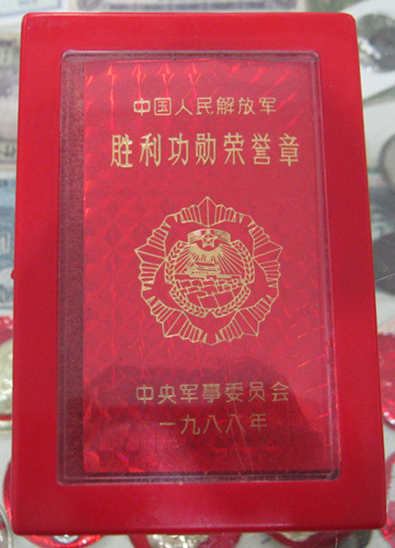 中国人民解放军
胜利功勋荣誉章
中央军事委员会
一九八八年